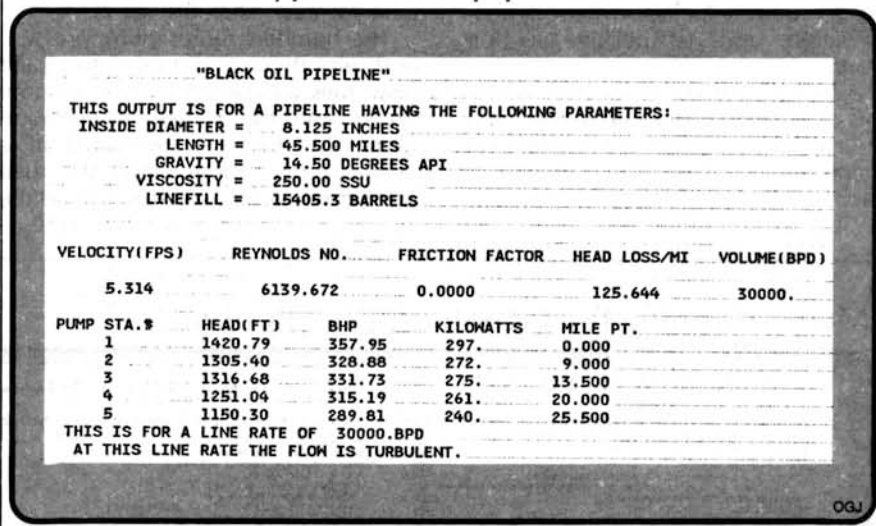 "BLACK OIL PIPELINE"
THIS OUTPUT IS FOR A PIPELINE HAVING THE FOLLOWING PARAMETERS:
INSIDE DIAMETER = 8.125 INCHES
LENGTH = 45.500 MILES
GRAVITY = 14.50 DEGREES API
VISCOSITY = 250.00 SSU
LINEFILL = 15405.3 BARRELS
VELOCITY(FPS) REYNOLDS NO. FRICTION FACTOR HEAD LOSS/MI VOLUME(BPD)
5.314 6139.672 0.0000 125.644 30000.
PUMP STA.# HEAD(FT) BHP KILOWATTS MILE PT.
1 1420.79 357.95 297. 0.000
2 1305.40 328.88 272. 9.000
3 1316.68 331.73 275. 13.500
4 1251.04 315.19 261. 20.000
5 1150.30 289.81 240. 25.500
THIS IS FOR A LINE RATE OF 30000.BPD
AT THIS LINE RATE THE FLOW IS TURBULENT.
OGJ